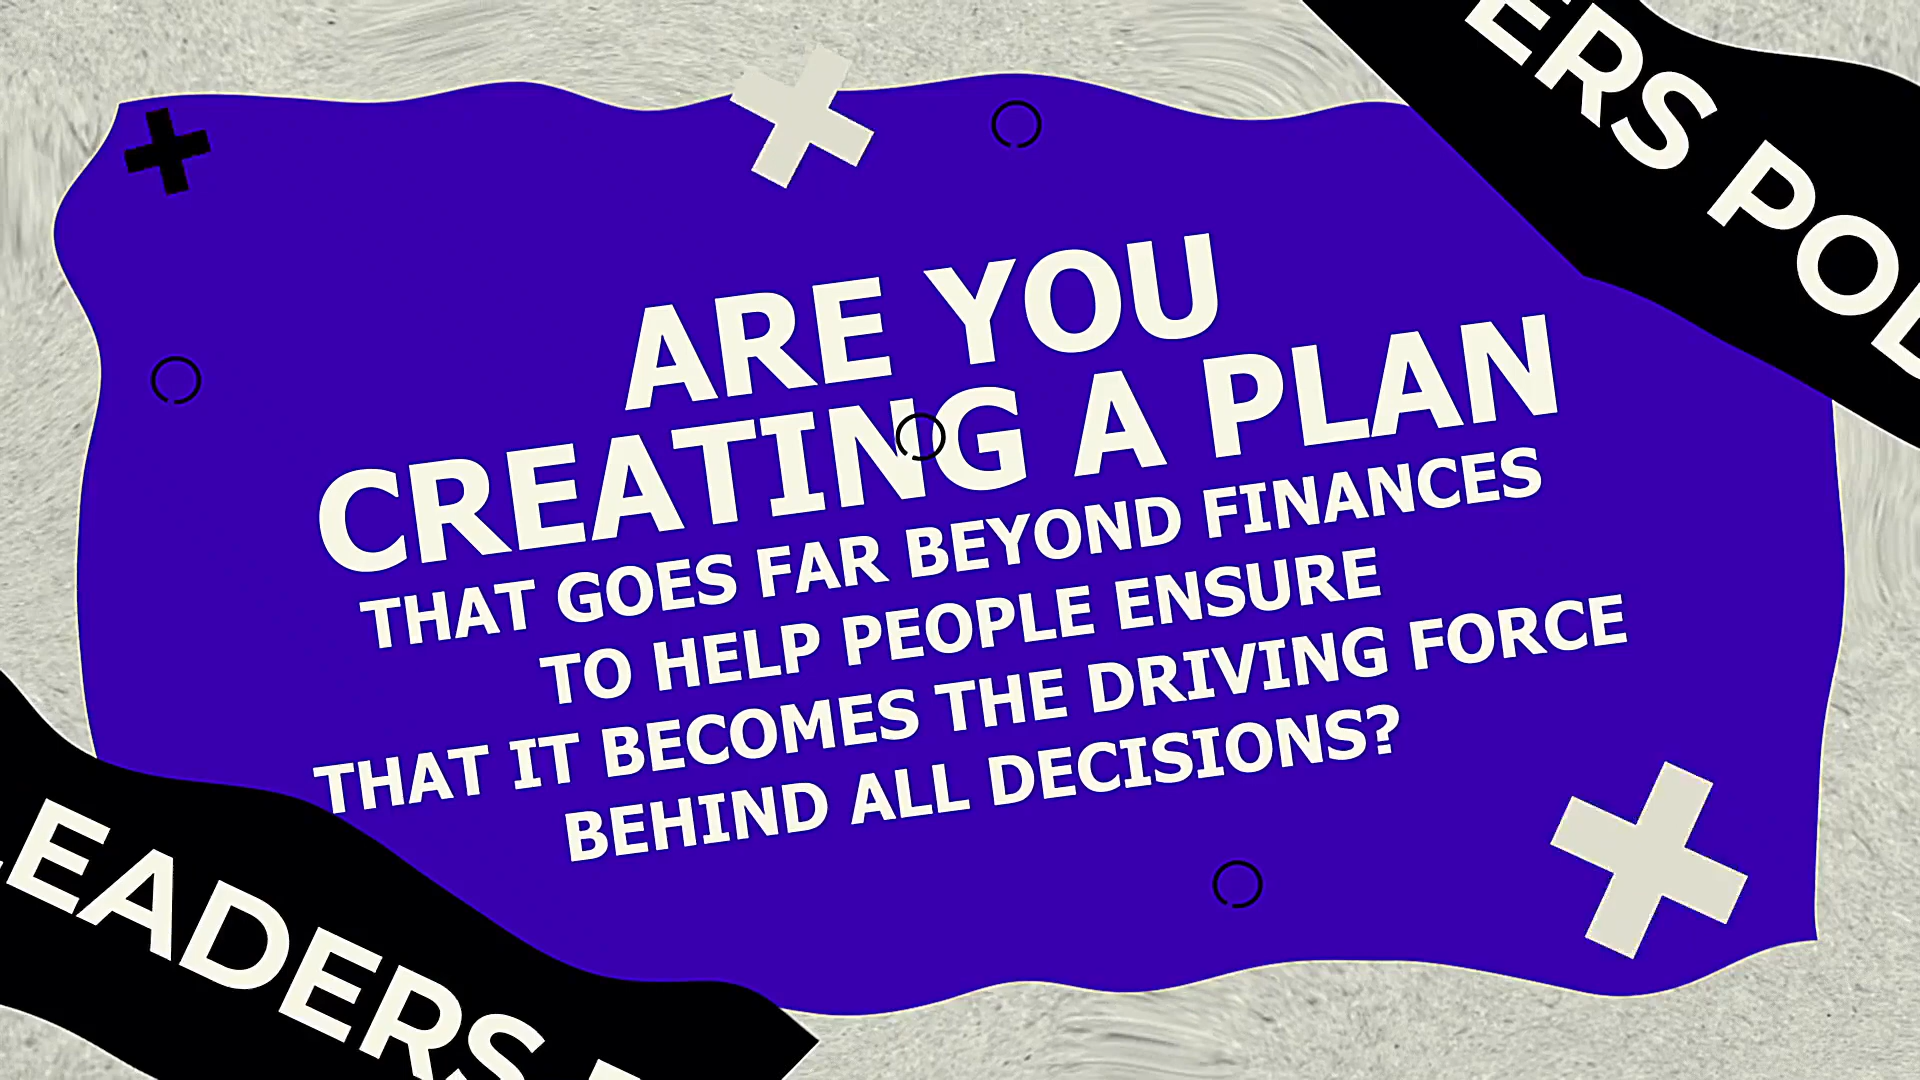 ERS POD
ARE YOU
CREATING A PLAN
THAT GOES FAR BEYOND FINANCES
TO HELP PEOPLE ENSURE
THAT IT BECOMES THE DRIVING FORCE
BEHIND ALL DECISIONS?
LEADERS